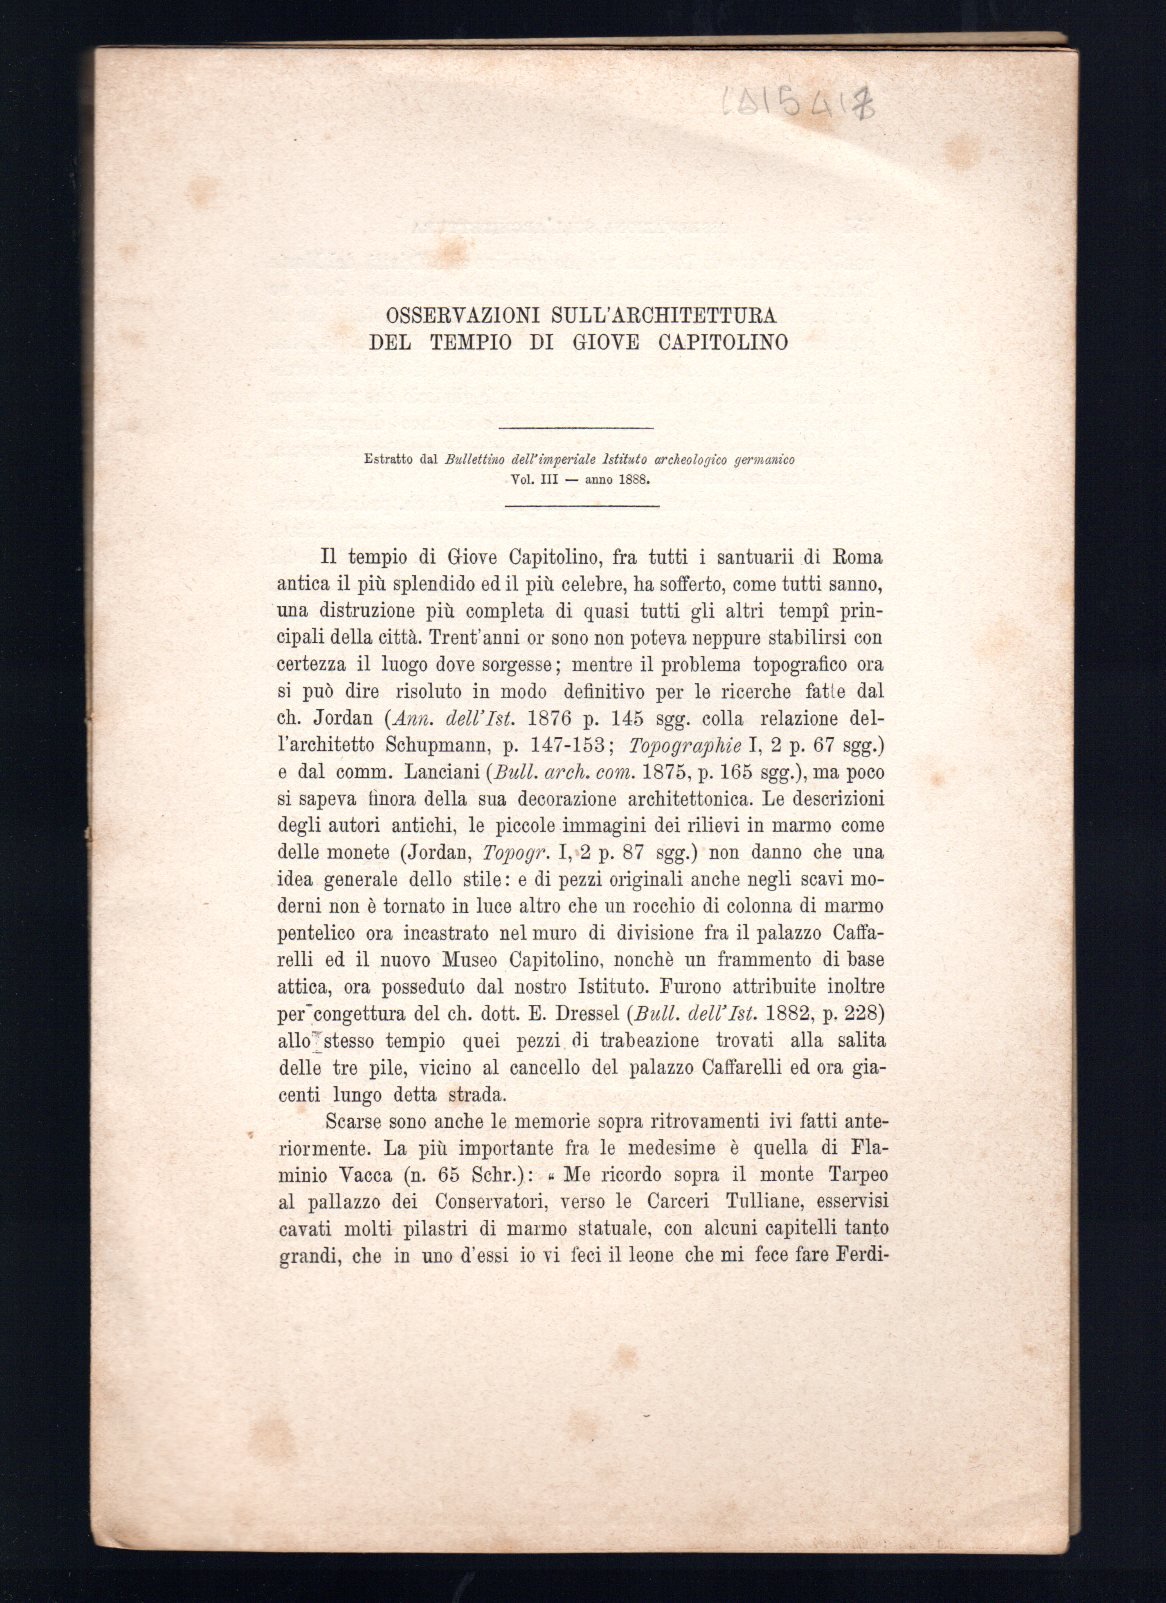 OSSERVAZIONI SULL'ARCHITETTURA
DEL TEMPIO DI GIOVE CAPITOLINO
Estratto dal Bullettino dell'imperiale Istituto archeologico germanico
Vol. III — anno 1888.
Il tempio di Giove Capitolino, fra tutti i santuarii di Roma
antica il più splendido ed il più celebre, ha sofferto, come tutti sanno,
una distruzione più completa di quasi tutti gli altri tempî prin-
cipali della città. Trent'anni or sono non poteva neppure stabilirsi con
certezza il luogo dove sorgesse; mentre il problema topografico ora
si può dire risoluto in modo definitivo per le ricerche fatte dal
ch. Jordan (Ann. dell'Ist. 1876 p. 145 sgg. colla relazione del-
l'architetto Schupmann, p. 147-153; Topographie I, 2 p. 67 sgg.)
e dal comm. Lanciani (Bull. arch. com. 1875, p. 165 sgg.), ma poco
si sapeva finora della sua decorazione architettonica. Le descrizioni
degli autori antichi, le piccole immagini dei rilievi in marmo come
delle monete (Jordan, Topogr. I, 2 p. 87 sgg.) non danno che una
idea generale dello stile: e di pezzi originali anche negli scavi mo-
derni non è tornato in luce altro che un rocchio di colonna di marmo
pentelico ora incastrato nel muro di divisione fra il palazzo Caffa-
relli ed il nuovo Museo Capitolino, nonchè un frammento di base
attica, ora posseduto dal nostro Istituto. Furono attribuite inoltre
per congettura del ch. dott. E. Dressel (Bull. dell'Ist. 1882, p. 228)
allo stesso tempio quei pezzi di trabeazione trovati alla salita
delle tre pile, vicino al cancello del palazzo Caffarelli ed ora gia-
centi lungo detta strada.
Scarse sono anche le memorie sopra ritrovamenti ivi fatti ante-
riormente. La più importante fra le medesime è quella di Fla-
minio Vacca (n. 65 Schr.): « Me ricordo sopra il monte Tarpeo
al pallazzo dei Conservatori, verso le Carceri Tulliane, esservisi
cavati molti pilastri di marmo statuale, con alcuni capitelli tanto
grandi, che in uno d'essi io vi feci il leone che mi fece fare Ferdi-